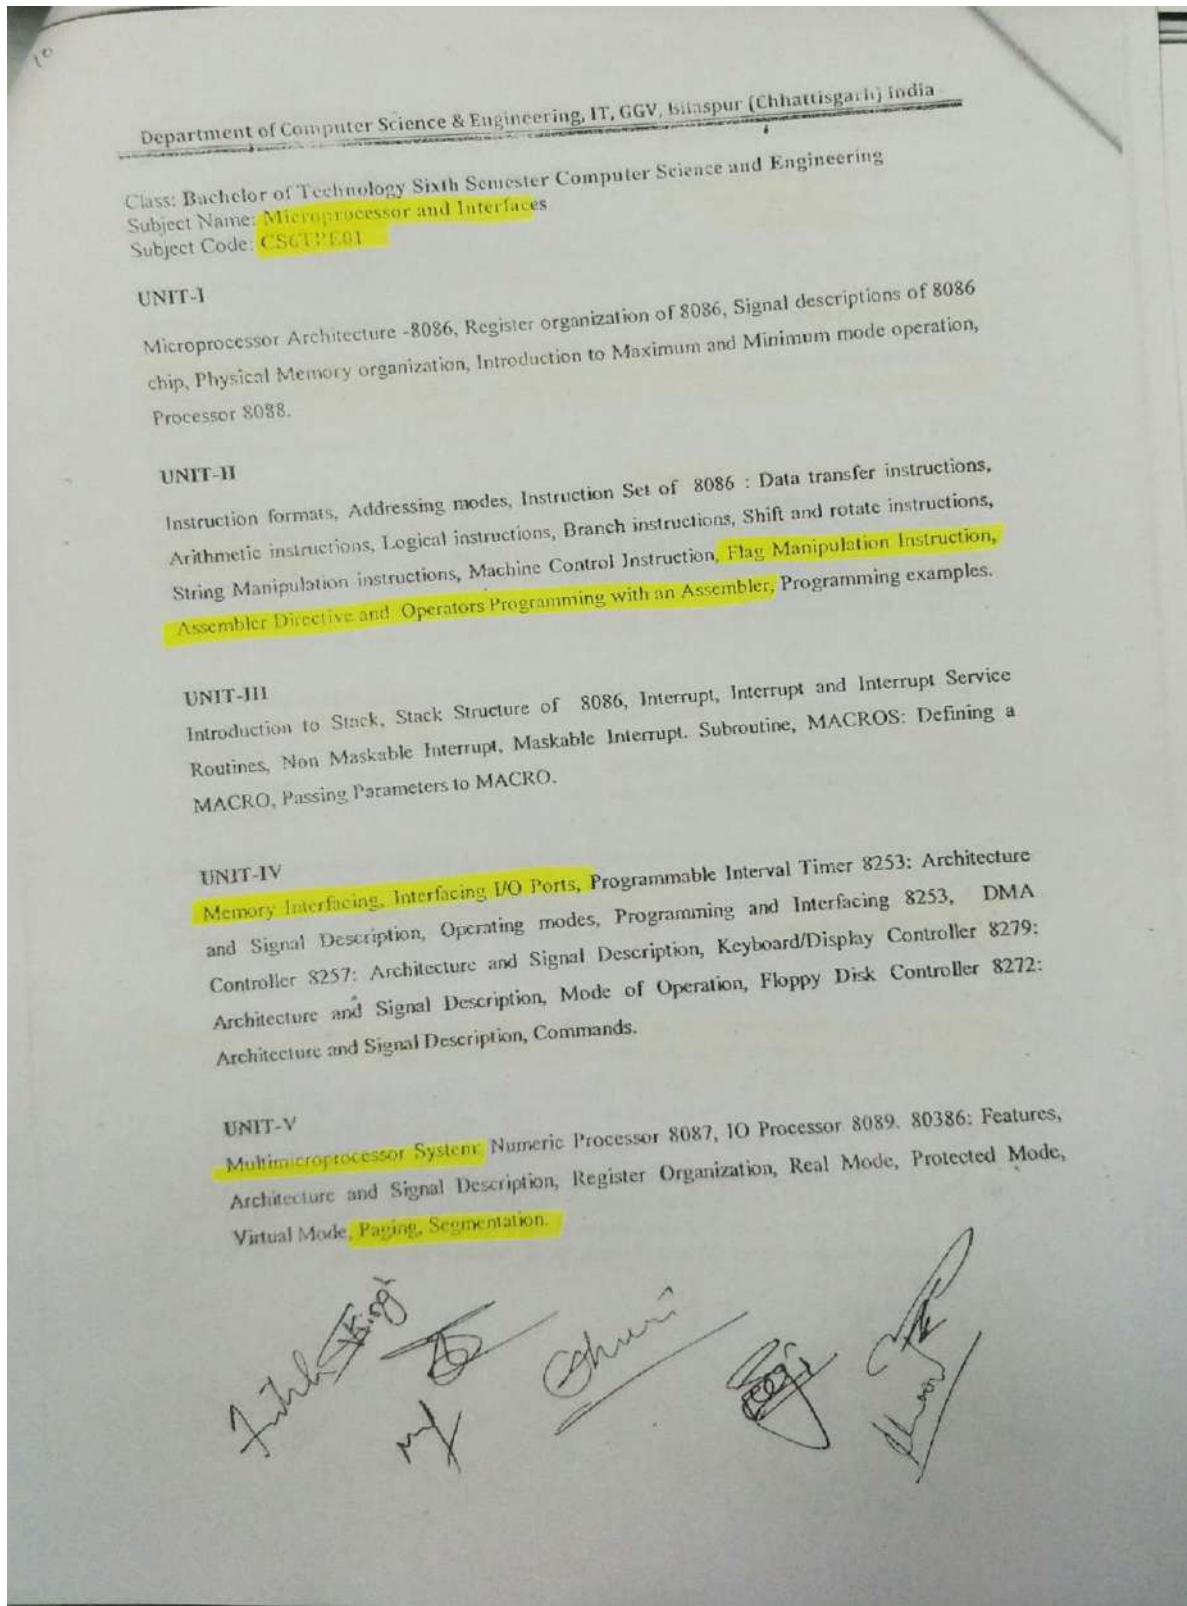 10
Department of Computer Science & Engineering, IT, GGV, Bilaspur (Chhattisgarh) India
Class: Bachelor of Technology Sixth Semester Computer Science and Engineering
Subject Name: Microprocessor and Interfaces
Subject Code: CS6TPE01
UNIT-I
Microprocessor Architecture -8086, Register organization of 8086, Signal descriptions of 8086
chip, Physical Memory organization, Introduction to Maximum and Minimum mode operation,
Processor 8088.
UNIT-II
Instruction formats, Addressing modes, Instruction Set of 8086 : Data transfer instructions,
Arithmetic instructions, Logical instructions, Branch instructions, Shift and rotate instructions,
String Manipulation instructions, Machine Control Instruction, Flag Manipulation Instruction,
Assembler Directive and Operators Programming with an Assembler, Programming examples.
UNIT-III
Introduction to Stack, Stack Structure of 8086, Interrupt, Interrupt and Interrupt Service
Routines, Non Maskable Interrupt, Maskable Interrupt. Subroutine, MACROS: Defining a
MACRO, Passing Parameters to MACRO.
UNIT-IV
Memory Interfacing, Interfacing I/O Ports, Programmable Interval Timer 8253: Architecture
and Signal Description, Operating modes, Programming and Interfacing 8253, DMA
Controller 8257: Architecture and Signal Description, Keyboard/Display Controller 8279:
Architecture and Signal Description, Mode of Operation, Floppy Disk Controller 8272:
Architecture and Signal Description, Commands.
UNIT-V
Multimicroprocessor System: Numeric Processor 8087, IO Processor 8089. 80386: Features,
Architecture and Signal Description, Register Organization, Real Mode, Protected Mode,
Virtual Mode, Paging, Segmentation.